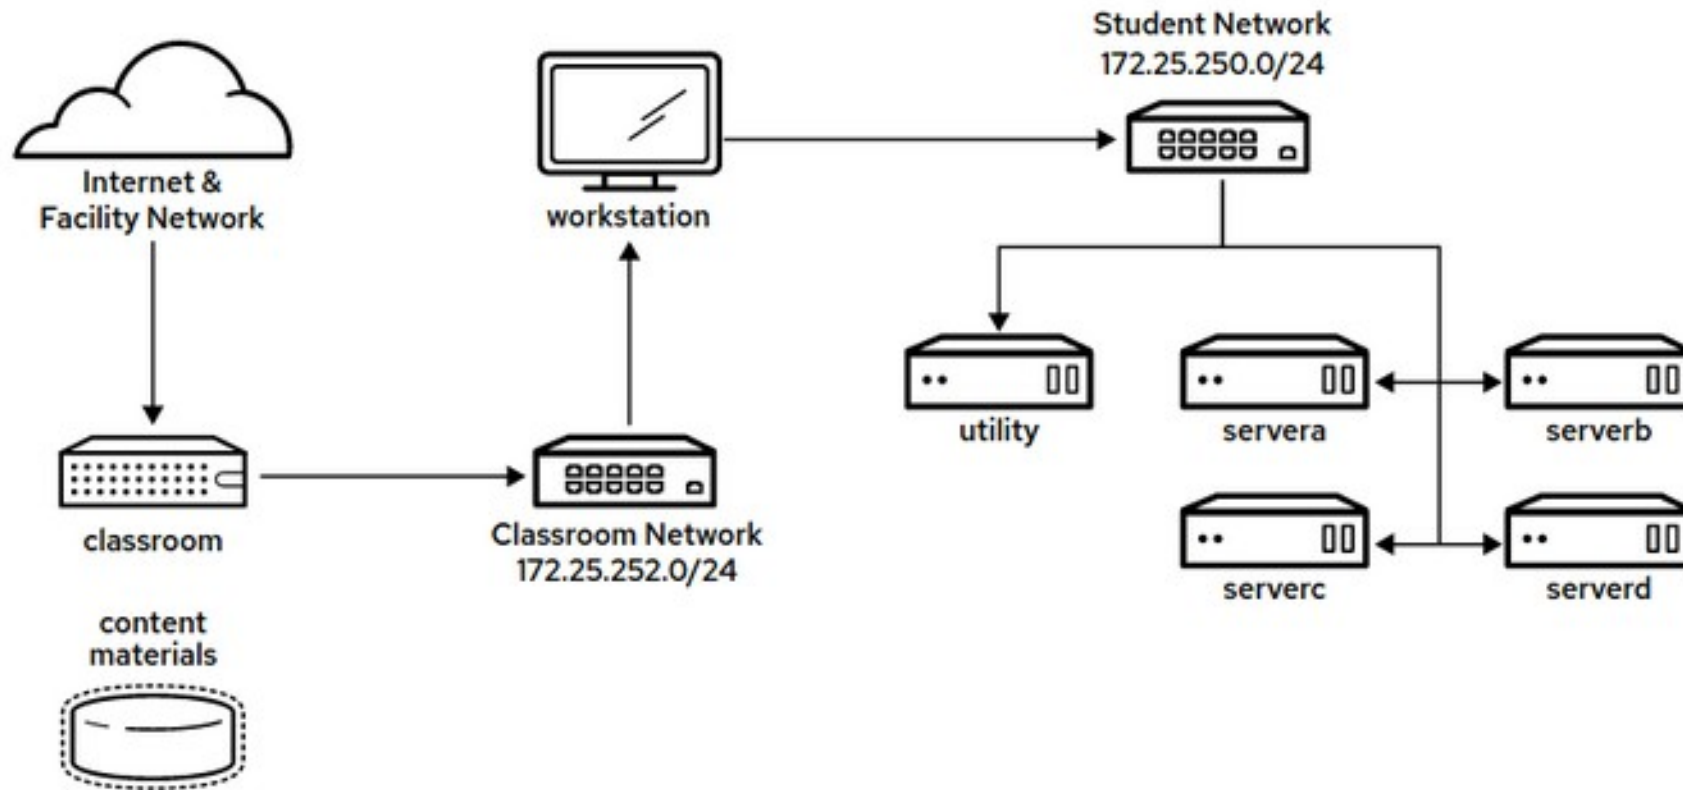 Student Network
172.25.250.0/24
Internet &
Facility Network
workstation
utility
servera
serverb
classroom
Classroom Network
172.25.252.0/24
serverc
serverd
content
materials